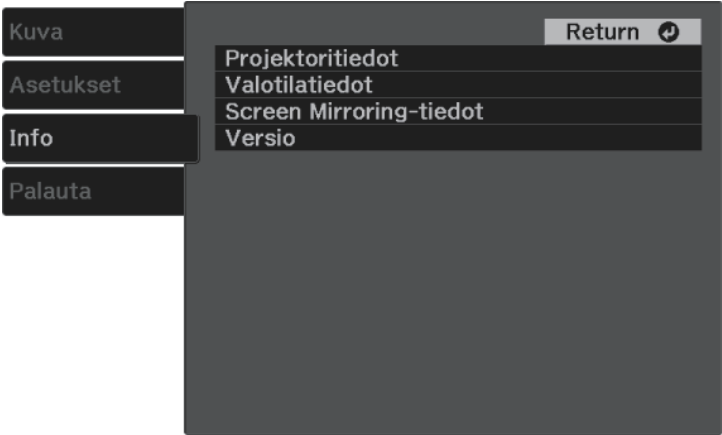 Kuva
Asetukset
Info
Palauta
Return
Projektoritiedot
Valotilatiedot
Screen Mirroring-tiedot
Versio